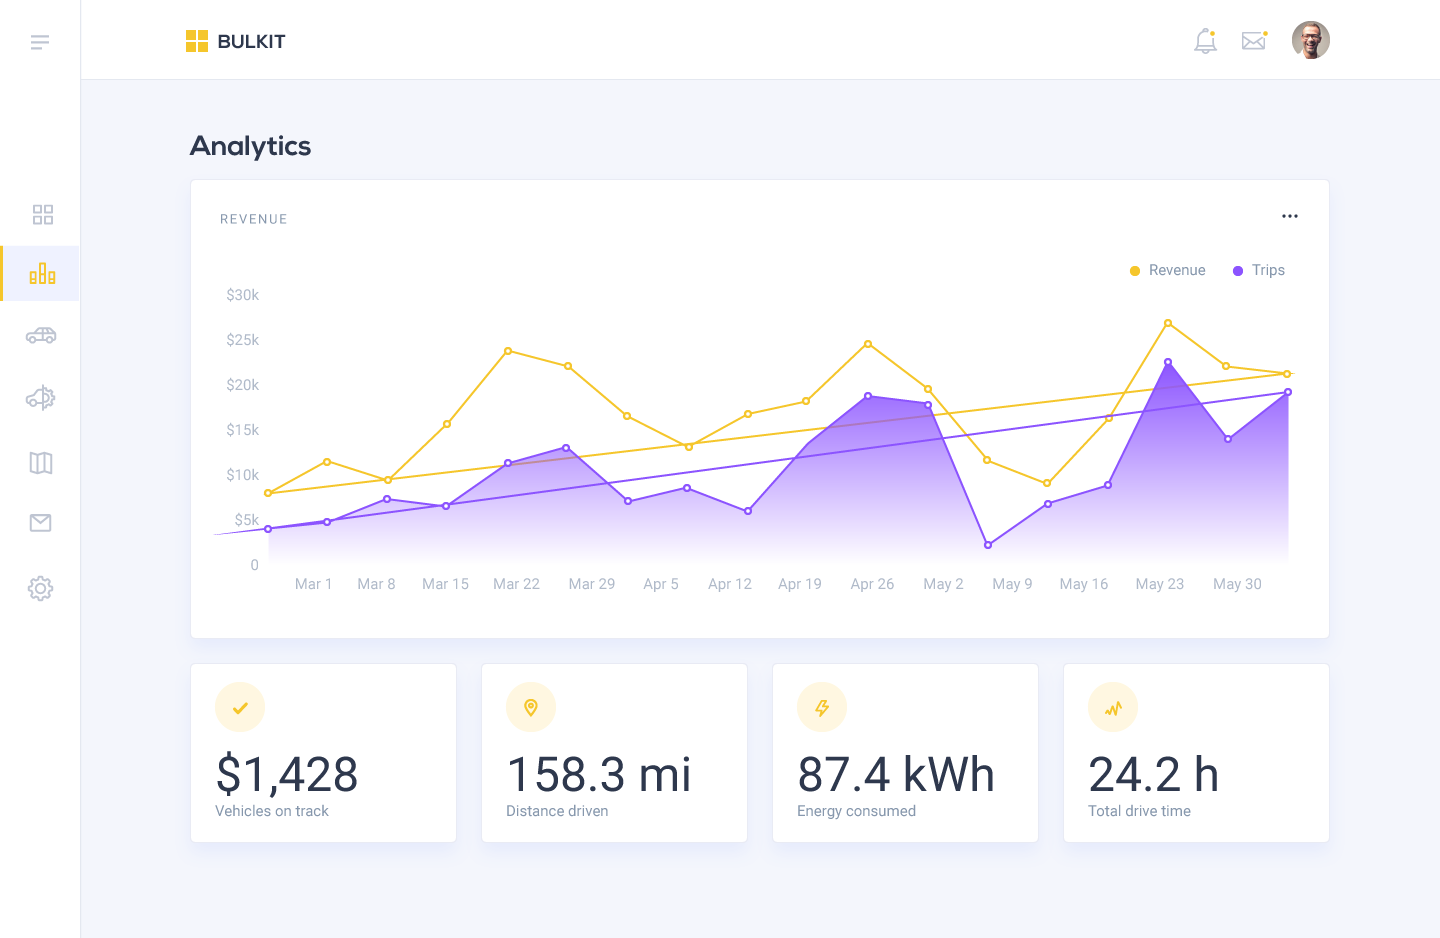 BULKIT
Analytics
REVENUE
Revenue Trips
$30k
$25k
$20k
$15k
$10k
$5k
0
Mar 1 Mar 8 Mar 15 Mar 22 Mar 29 Apr 5 Apr 12 Apr 19 Apr 26 May 2 May 9 May 16 May 23 May 30
$1,428
Vehicles on track
158.3 mi
Distance driven
87.4 kWh
Energy consumed
24.2 h
Total drive time